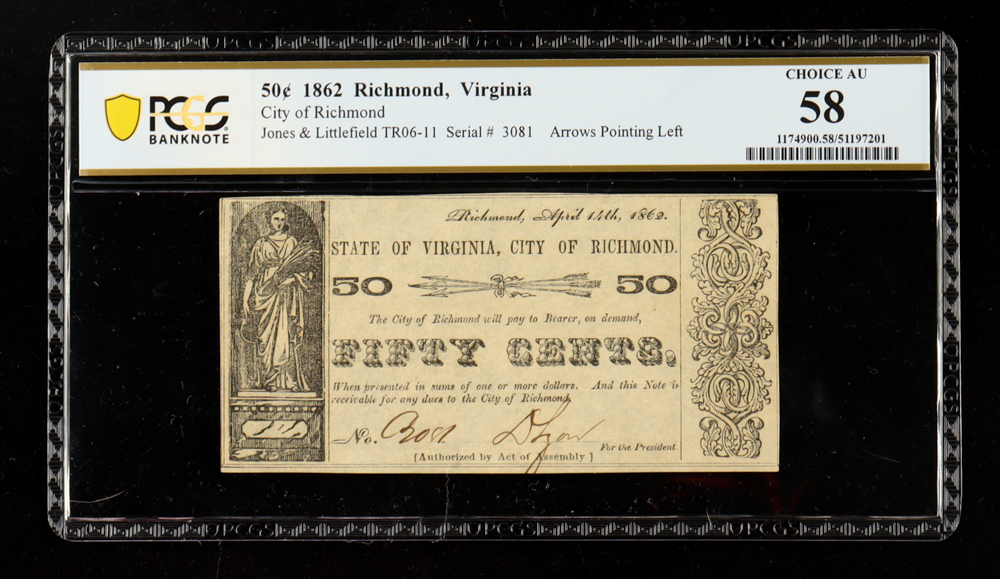 PCGS
BANKNOTE
50¢ 1862 Richmond, Virginia
City of Richmond
Jones & Littlefield TR06-11 Serial # 3081 Arrows Pointing Left
CHOICE AU
58
1174900.58/51197201
Richmond, April 14th, 1862.
STATE OF VIRGINIA, CITY OF RICHMOND.
50 50
The City of Richmond will pay to Bearer, on demand,
FIFTY CENTS,
When presented in sums of one or more dollars. And this Note is
receivable for any dues to the City of Richmond.
No. 3081 D Lyon
For the President
[Authorized by Act of Assembly.]